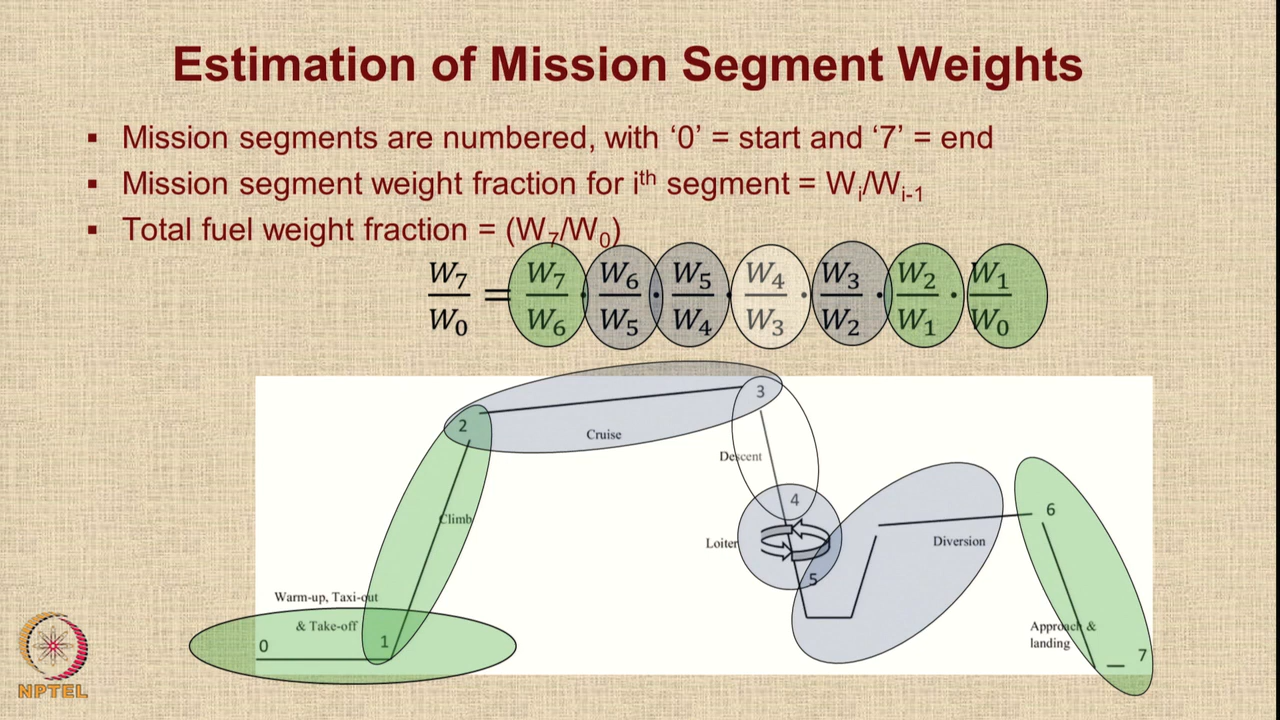 Estimation of Mission Segment Weights
▪ Mission segments are numbered, with ‘0’ = start and ‘7’ = end
▪ Mission segment weight fraction for iᵗʰ segment = Wᵢ/Wᵢ₋₁
▪ Total fuel weight fraction = (W₇/W₀)
W₇/W₀ = W₇/W₆ · W₆/W₅ · W₅/W₄ · W₄/W₃ · W₃/W₂ · W₂/W₁ · W₁/W₀
3
2
Cruise
Descent
4
6
Climb
Loiter
Diversion
5
Warm-up, Taxi-out
& Take-off
Approach &
landing
0
1
7
NPTEL